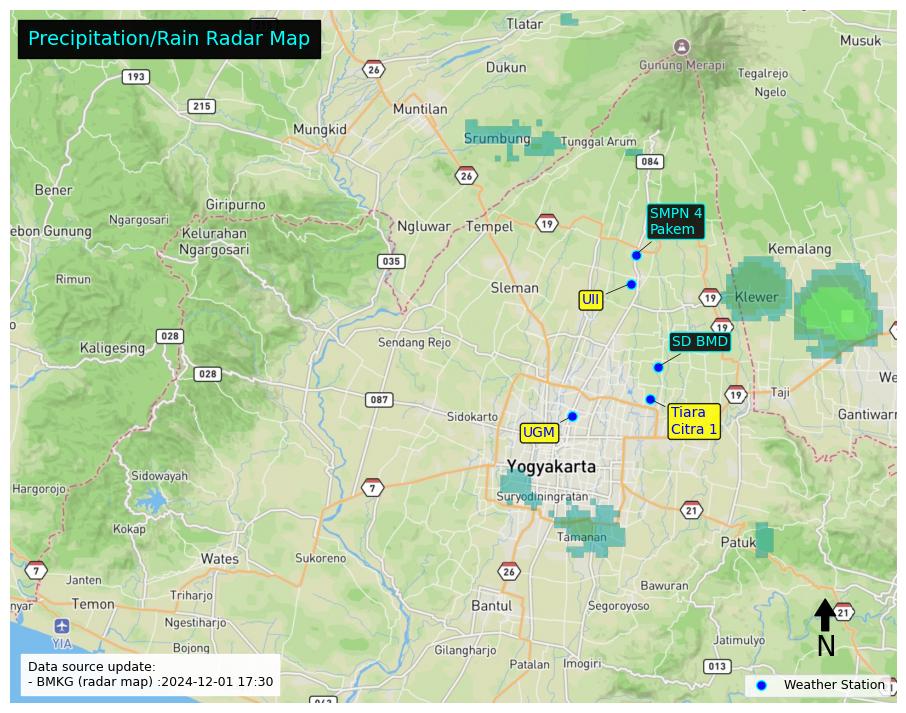 Precipitation/Rain Radar Map
Tlatar
Musuk
26
Gunung Merapi
Dukun
193
Tegalrejo
Ngelo
215
Muntilan
Mungkid
Srumbung
Tunggal Arum
084
26
Bener
Giripurno
SMPN 4
Pakem
Ngargosari
Ngluwar
Tempel
19
ebon Gunung
Kelurahan
Ngargosari
Kemalang
035
Rimun
Sleman
UII
19
Klewer
19
028
Sendang Rejo
SD BMD
Kaligesing
028
We
087
19
Taji
Sidokarto
Tiara
Citra 1
Gantiwarn
UGM
Yogyakarta
Sidowayah
Hargorojo
7
Suryodiningratan
21
Kokap
Tamanan
Patuk
Wates
Sukoreno
7
26
Janten
Bawuran
Triharjo
nyar
Temon
Bantul
Segoroyoso
21
Ngestiharjo
YIA
Jatimulyo
N
Bojong
Gilangharjo
Patalan
Imogiri
013
Data source update:
- BMKG (radar map) :2024-12-01 17:30
Weather Station